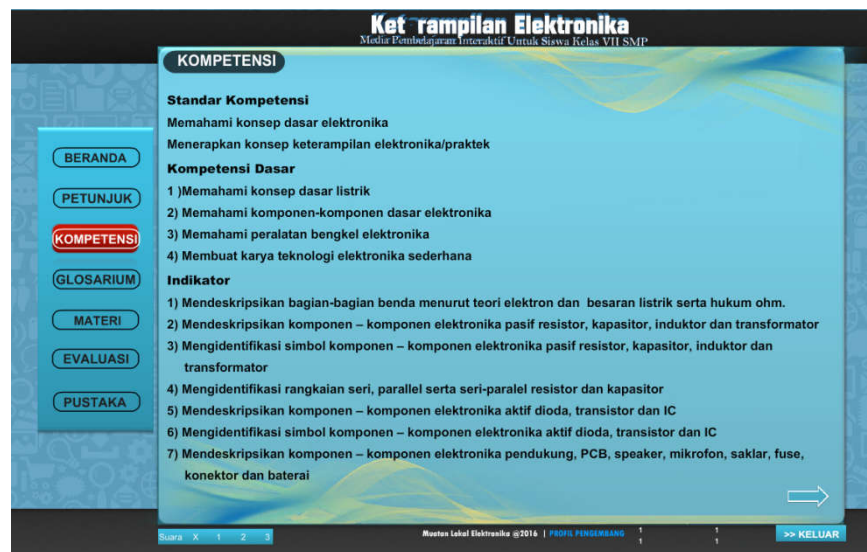 Ket rampilan Elektronika
Media Pembelajaran Interaktif Untuk Siswa Kelas VII SMP
KOMPETENSI
Standar Kompetensi
Memahami konsep dasar elektronika
Menerapkan konsep keterampilan elektronika/praktek
Kompetensi Dasar
1 )Memahami konsep dasar listrik
2) Memahami komponen-komponen dasar elektronika
3) Memahami peralatan bengkel elektronika
4) Membuat karya teknologi elektronika sederhana
Indikator
1) Mendeskripsikan bagian-bagian benda menurut teori elektron dan besaran listrik serta hukum ohm.
2) Mendeskripsikan komponen – komponen elektronika pasif resistor, kapasitor, induktor dan transformator
3) Mengidentifikasi simbol komponen – komponen elektronika pasif resistor, kapasitor, induktor dan
transformator
4) Mengidentifikasi rangkaian seri, parallel serta seri-paralel resistor dan kapasitor
5) Mendeskripsikan komponen – komponen elektronika aktif dioda, transistor dan IC
6) Mengidentifikasi simbol komponen – komponen elektronika aktif dioda, transistor dan IC
7) Mendeskripsikan komponen – komponen elektronika pendukung, PCB, speaker, mikrofon, saklar, fuse,
konektor dan baterai
BERANDA
PETUNJUK
KOMPETENSI
GLOSARIUM
MATERI
EVALUASI
PUSTAKA
Suara X 1 2 3
Muatan Lokal Elektronika @2016 | PROFIL PENGEMBANG
1 1
1 1
>> KELUAR